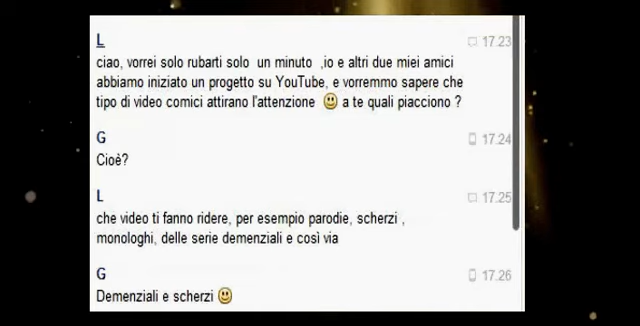 L 17.23
ciao, vorrei solo rubarti solo un minuto ,io e altri due miei amici
abbiamo iniziato un progetto su YouTube, e vorremmo sapere che
tipo di video comici attirano l'attenzione 🙂 a te quali piacciono ?
G 17.24
Cioè?
L 17.25
che video ti fanno ridere, per esempio parodie, scherzi ,
monologhi, delle serie demenziali e così via
G 17.26
Demenziali e scherzi 🙂